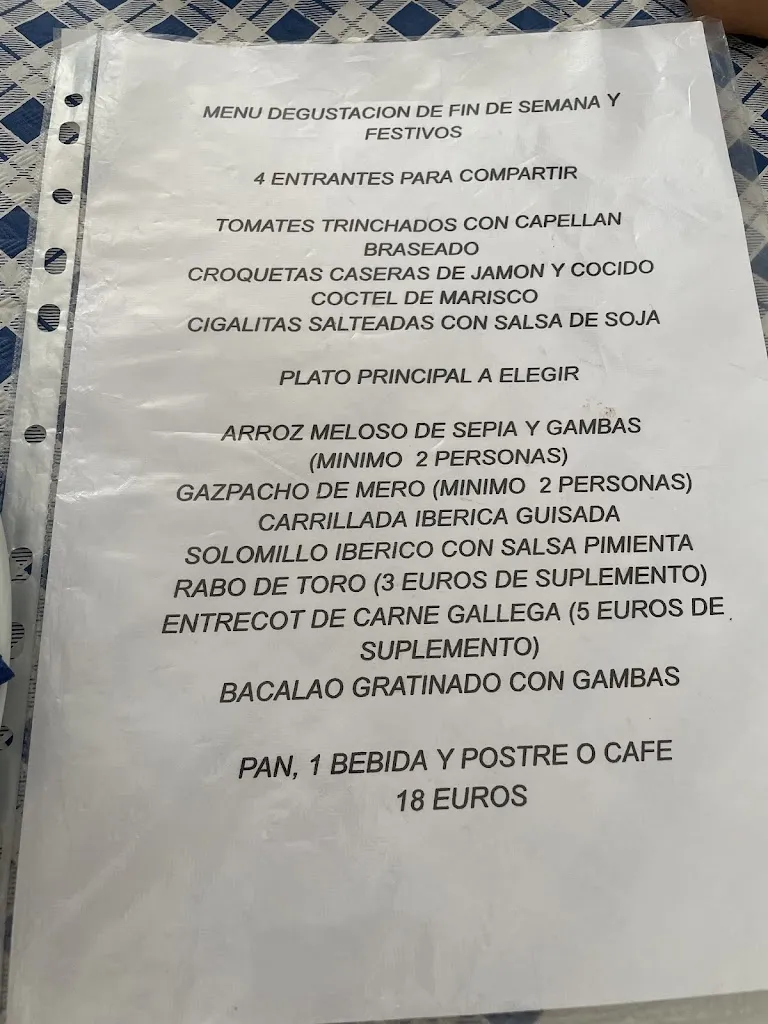 MENU DEGUSTACION DE FIN DE SEMANA Y
FESTIVOS
4 ENTRANTES PARA COMPARTIR
TOMATES TRINCHADOS CON CAPELLAN
BRASEADO
CROQUETAS CASERAS DE JAMON Y COCIDO
COCTEL DE MARISCO
CIGALITAS SALTEADAS CON SALSA DE SOJA
PLATO PRINCIPAL A ELEGIR
ARROZ MELOSO DE SEPIA Y GAMBAS
(MINIMO 2 PERSONAS)
GAZPACHO DE MERO (MINIMO 2 PERSONAS)
CARRILLADA IBERICA GUISADA
SOLOMILLO IBERICO CON SALSA PIMIENTA
RABO DE TORO (3 EUROS DE SUPLEMENTO)
ENTRECOT DE CARNE GALLEGA (5 EUROS DE
SUPLEMENTO)
BACALAO GRATINADO CON GAMBAS
PAN, 1 BEBIDA Y POSTRE O CAFE
18 EUROS